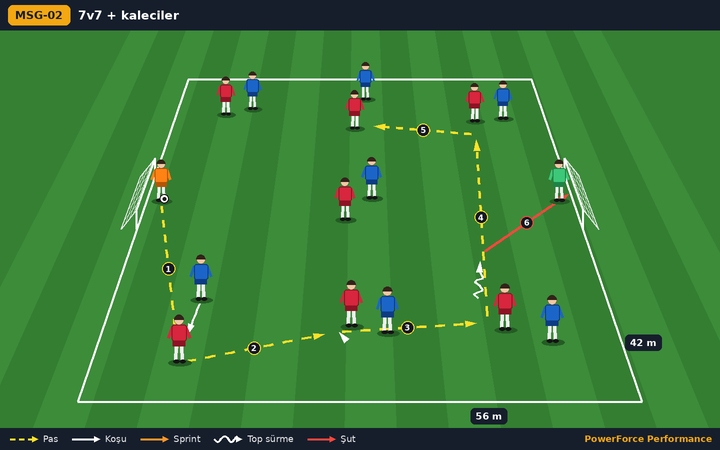 MSG-02 7v7 + kaleciler
5
4
6
1
3
2
42 m
56 m
Pas Koşu Sprint Top sürme Şut PowerForce Performance